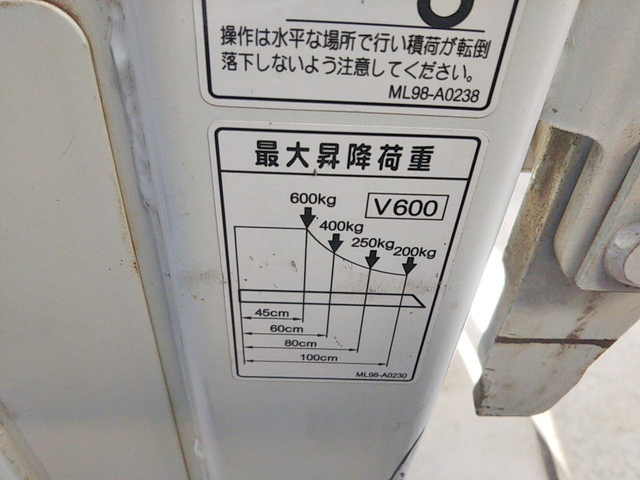 操作は水平な場所で行い積荷が転倒
落下しないよう注意してください。
ML98-A0238
最大昇降荷重
V600
600kg
400kg
250kg
200kg
45cm
60cm
80cm
100cm
ML98-A0230